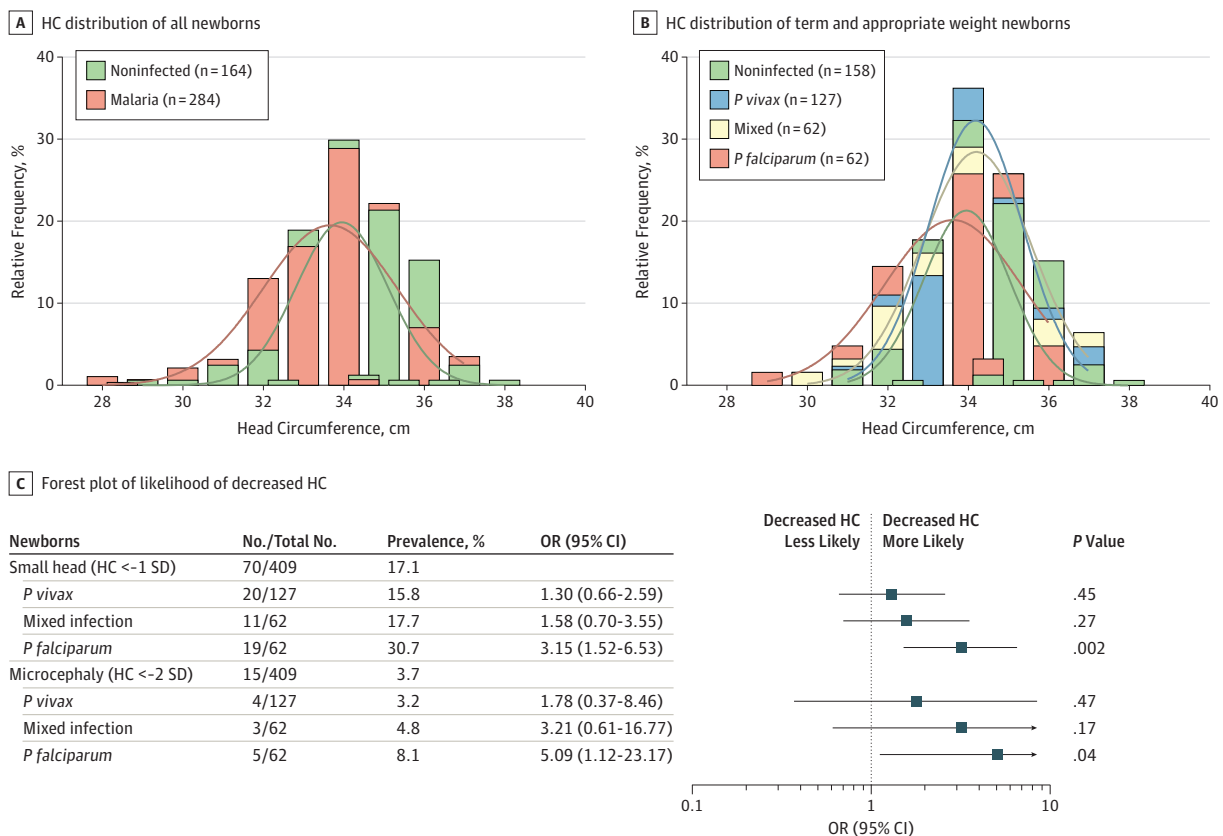 A HC distribution of all newborns
40
30
20
10
0
Relative Frequency, %
Noninfected (n = 164)
Malaria (n = 284)
28 30 32 34 36 38 40
Head Circumference, cm
B HC distribution of term and appropriate weight newborns
40
30
20
10
0
Relative Frequency, %
Noninfected (n = 158)
P vivax (n = 127)
Mixed (n = 62)
P falciparum (n = 62)
28 30 32 34 36 38 40
Head Circumference, cm
C Forest plot of likelihood of decreased HC
Decreased HC Less Likely
Decreased HC More Likely
Newborns No./Total No. Prevalence, % OR (95% CI) P Value
Small head (HC <-1 SD) 70/409 17.1
P vivax 20/127 15.8 1.30 (0.66-2.59) .45
Mixed infection 11/62 17.7 1.58 (0.70-3.55) .27
P falciparum 19/62 30.7 3.15 (1.52-6.53) .002
Microcephaly (HC <-2 SD) 15/409 3.7
P vivax 4/127 3.2 1.78 (0.37-8.46) .47
Mixed infection 3/62 4.8 3.21 (0.61-16.77) .17
P falciparum 5/62 8.1 5.09 (1.12-23.17) .04
0.1 1 10
OR (95% CI)